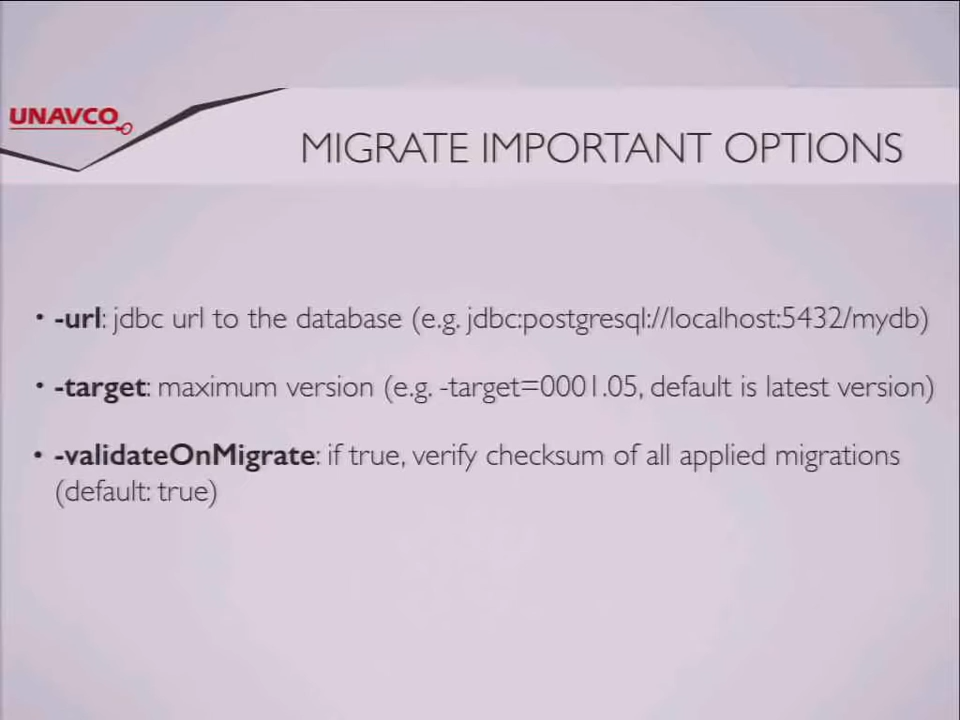 UNAVCO
MIGRATE IMPORTANT OPTIONS
• -url: jdbc url to the database (e.g. jdbc:postgresql://localhost:5432/mydb)
• -target: maximum version (e.g. -target=0001.05, default is latest version)
• -validateOnMigrate: if true, verify checksum of all applied migrations
(default: true)